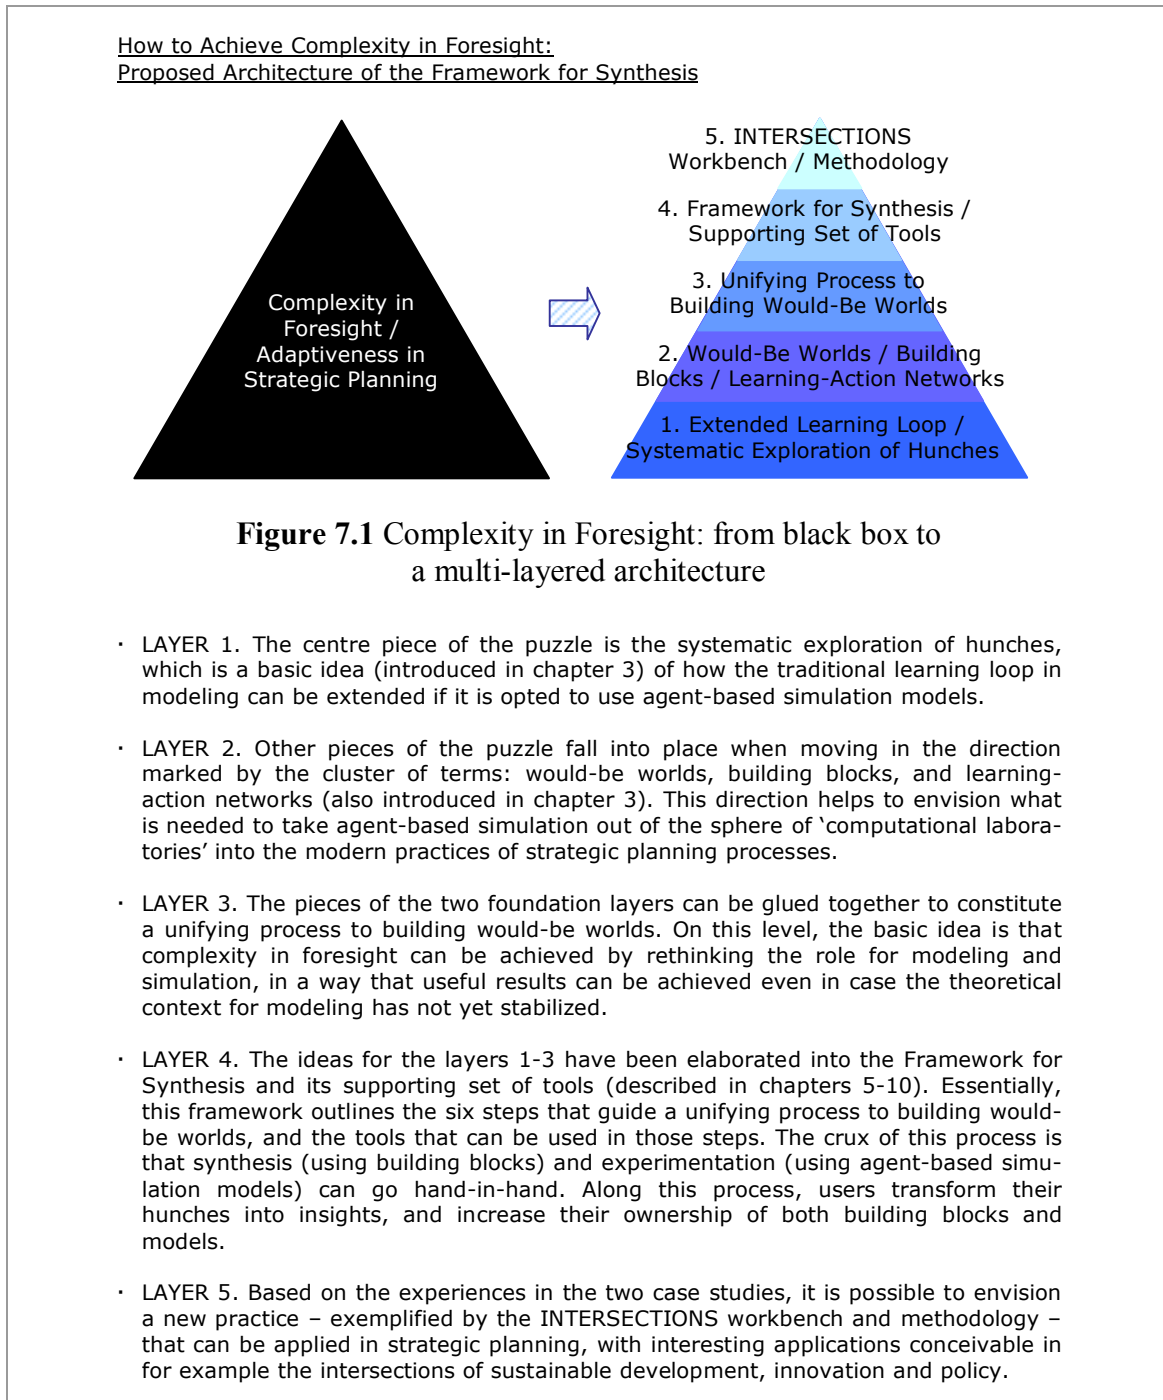 How to Achieve Complexity in Foresight:
Proposed Architecture of the Framework for Synthesis
Complexity in
Foresight /
Adaptiveness in
Strategic Planning
5. INTERSECTIONS
Workbench / Methodology
4. Framework for Synthesis /
Supporting Set of Tools
3. Unifying Process to
Building Would-Be Worlds
2. Would-Be Worlds / Building
Blocks / Learning-Action Networks
1. Extended Learning Loop /
Systematic Exploration of Hunches
Figure 7.1 Complexity in Foresight: from black box to
a multi-layered architecture
· LAYER 1. The centre piece of the puzzle is the systematic exploration of hunches,
which is a basic idea (introduced in chapter 3) of how the traditional learning loop in
modeling can be extended if it is opted to use agent-based simulation models.
· LAYER 2. Other pieces of the puzzle fall into place when moving in the direction
marked by the cluster of terms: would-be worlds, building blocks, and learning-
action networks (also introduced in chapter 3). This direction helps to envision what
is needed to take agent-based simulation out of the sphere of ‘computational labora-
tories’ into the modern practices of strategic planning processes.
· LAYER 3. The pieces of the two foundation layers can be glued together to constitute
a unifying process to building would-be worlds. On this level, the basic idea is that
complexity in foresight can be achieved by rethinking the role for modeling and
simulation, in a way that useful results can be achieved even in case the theoretical
context for modeling has not yet stabilized.
· LAYER 4. The ideas for the layers 1-3 have been elaborated into the Framework for
Synthesis and its supporting set of tools (described in chapters 5-10). Essentially,
this framework outlines the six steps that guide a unifying process to building would-
be worlds, and the tools that can be used in those steps. The crux of this process is
that synthesis (using building blocks) and experimentation (using agent-based simu-
lation models) can go hand-in-hand. Along this process, users transform their
hunches into insights, and increase their ownership of both building blocks and
models.
· LAYER 5. Based on the experiences in the two case studies, it is possible to envision
a new practice – exemplified by the INTERSECTIONS workbench and methodology –
that can be applied in strategic planning, with interesting applications conceivable in
for example the intersections of sustainable development, innovation and policy.